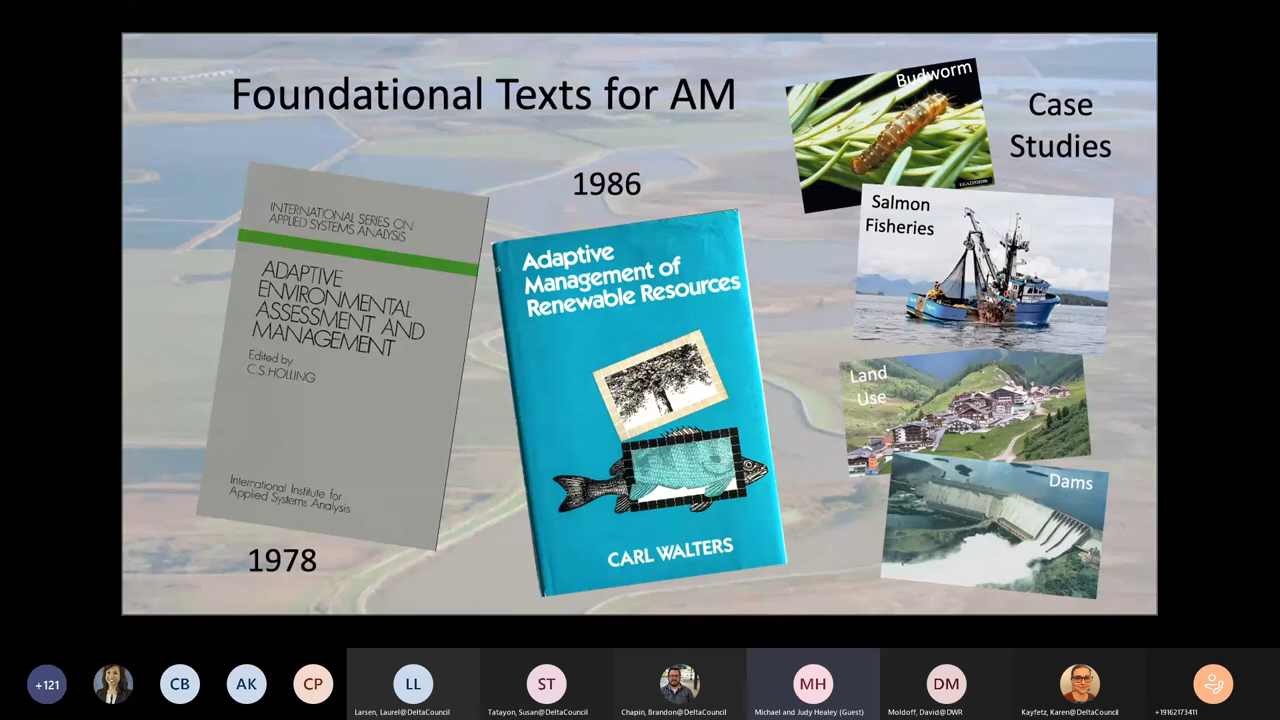 Foundational Texts for AM
Budworm
Case
Studies
1986
1978
INTERNATIONAL SERIES ON
APPLIED SYSTEMS ANALYSIS
ADAPTIVE
ENVIRONMENTAL
ASSESSMENT AND
MANAGEMENT
Edited by
C.S. HOLLING
International Institute for
Applied Systems Analysis
Adaptive
Management of
Renewable Resources
CARL WALTERS
Salmon
Fisheries
Land
Use
Dams
+121
CB
AK
CP
LL
Larsen, Laurel@DeltaCouncil
ST
Tatayon, Susan@DeltaCouncil
Chapin, Brandon@DeltaCouncil
MH
Michael and Judy Healey (Guest)
DM
Moldoff, David@DWR
Kayfetz, Karen@DeltaCouncil
+19162173411